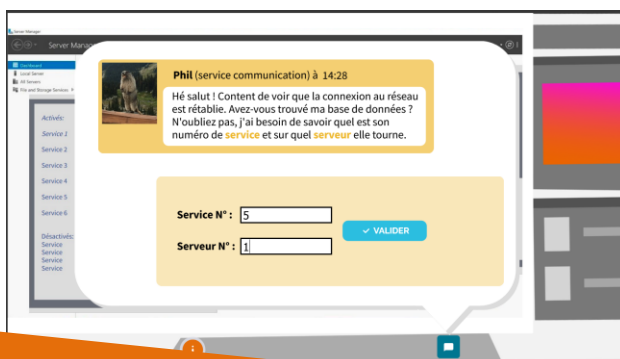 Server Manager
Server Mana
Dashboard
Local Server
All Servers
File and Storage Services
Activés:
Service 1
Service 2
Service 3
Service 4
Service 5
Service 6
Désactivés:
Service
Service
Service
Service
Phil (service communication) à 14:28
Hé salut ! Content de voir que la connexion au réseau
est rétablie. Avez-vous trouvé ma base de données ?
N'oubliez pas, j'ai besoin de savoir quel est son
numéro de service et sur quel serveur elle tourne.
Service N° : 5
✓ VALIDER
Serveur N° : 1